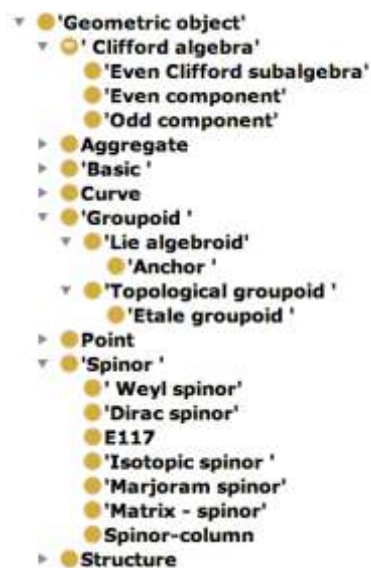 'Geometric object'
' Clifford algebra'
'Even Clifford subalgebra'
'Even component'
'Odd component'
Aggregate
'Basic '
Curve
'Groupoid '
'Lie algebroid'
'Anchor '
'Topological groupoid '
'Etale groupoid '
Point
'Spinor '
' Weyl spinor'
'Dirac spinor'
E117
'Isotopic spinor '
'Marjoram spinor'
'Matrix - spinor'
Spinor-column
Structure